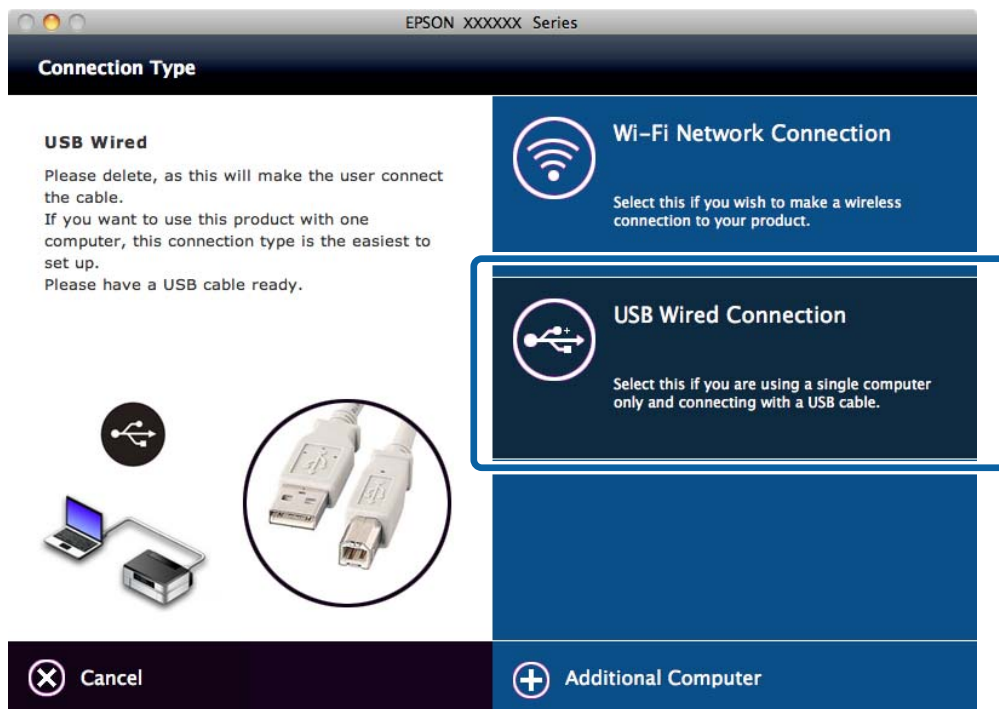 EPSON XXXXXX Series
Connection Type
USB Wired
Please delete, as this will make the user connect
the cable.
If you want to use this product with one
computer, this connection type is the easiest to
set up.
Please have a USB cable ready.
Wi-Fi Network Connection
Select this if you wish to make a wireless
connection to your product.
USB Wired Connection
Select this if you are using a single computer
only and connecting with a USB cable.
Cancel
Additional Computer